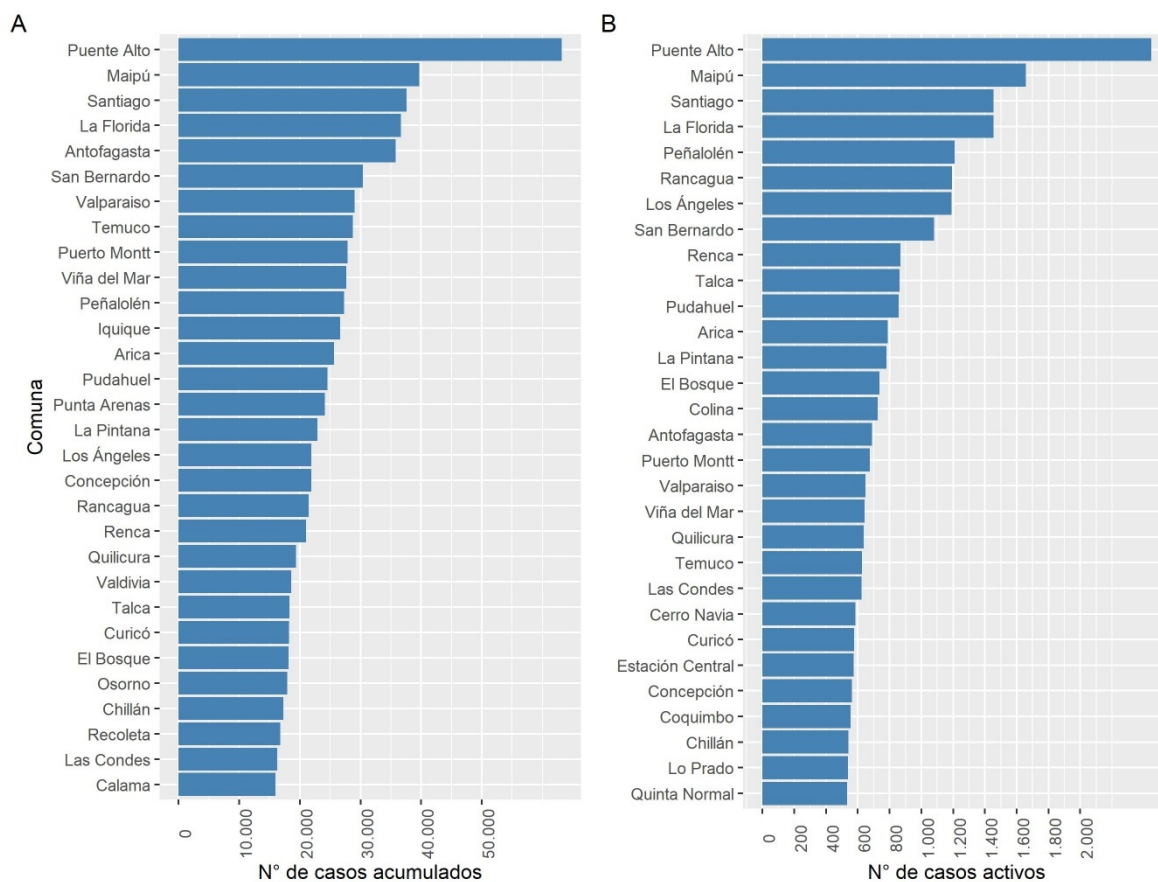 A
Puente Alto
Maipú
Santiago
La Florida
Antofagasta
San Bernardo
Valparaiso
Temuco
Puerto Montt
Viña del Mar
Peñalolén
Iquique
Arica
Pudahuel
Punta Arenas
La Pintana
Los Ángeles
Concepción
Rancagua
Renca
Quilicura
Valdivia
Talca
Curicó
El Bosque
Osorno
Chillán
Recoleta
Las Condes
Calama
Comuna
0
10.000
20.000
30.000
40.000
50.000
N° de casos acumulados
B
Puente Alto
Maipú
Santiago
La Florida
Peñalolén
Rancagua
Los Ángeles
San Bernardo
Renca
Talca
Pudahuel
Arica
La Pintana
El Bosque
Colina
Antofagasta
Puerto Montt
Valparaiso
Viña del Mar
Quilicura
Temuco
Las Condes
Cerro Navia
Curicó
Estación Central
Concepción
Coquimbo
Chillán
Lo Prado
Quinta Normal
0
200
400
600
800
1.000
1.200
1.400
1.600
1.800
2.000
N° de casos activos